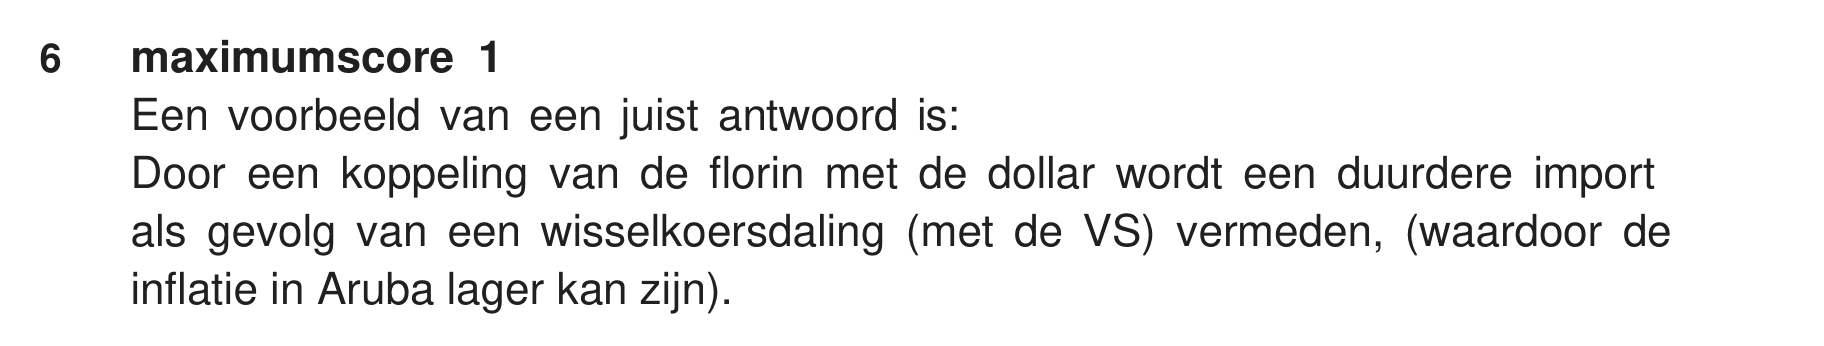 6 maximumscore 1
Een voorbeeld van een juist antwoord is:
Door een koppeling van de florin met de dollar wordt een duurdere import
als gevolg van een wisselkoersdaling (met de VS) vermeden, (waardoor de
inflatie in Aruba lager kan zijn).